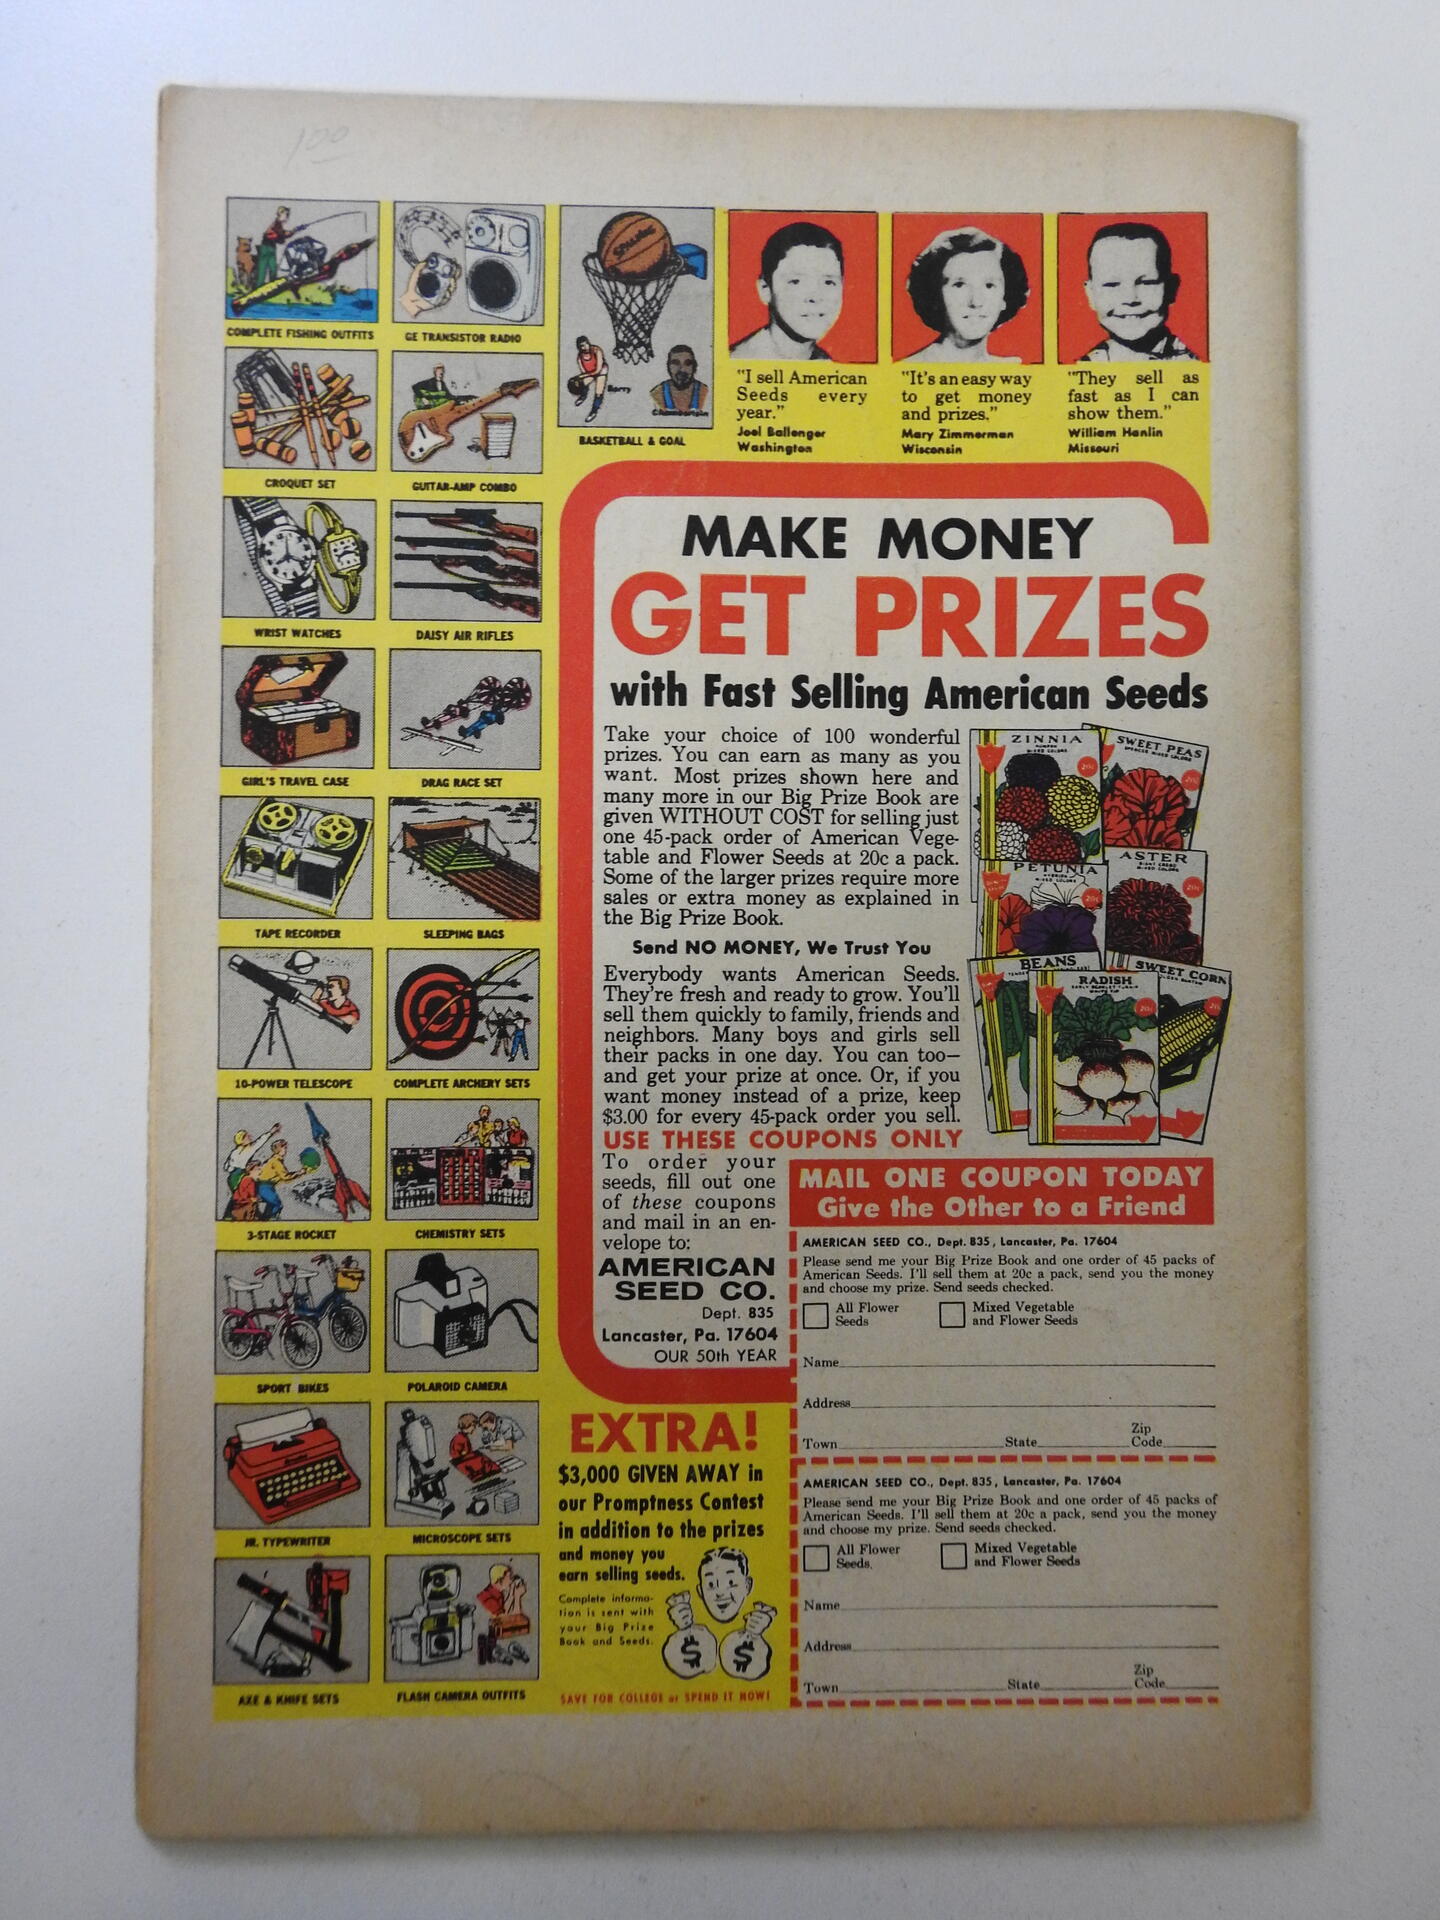 100
COMPLETE FISHING OUTFITS
GE TRANSISTOR RADIO
CROQUET SET
GUITAR-AMP COMBO
WRIST WATCHES
DAISY AIR RIFLES
GIRL'S TRAVEL CASE
DRAG RACE SET
TAPE RECORDER
SLEEPING BAGS
10-POWER TELESCOPE
COMPLETE ARCHERY SETS
3-STAGE ROCKET
CHEMISTRY SETS
SPORT BIKES
POLAROID CAMERA
JR. TYPEWRITER
MICROSCOPE SETS
AXE & KNIFE SETS
FLASH CAMERA OUTFITS
SPALDING
Barry
Chamberlain
BASKETBALL & GOAL
"I sell American
Seeds every
year."
Joel Ballenger
Washington
"It's an easy way
to get money
and prizes."
Mary Zimmerman
Wisconsin
"They sell as
fast as I can
show them."
William Hanlin
Missouri
MAKE MONEY
GET PRIZES
with Fast Selling American Seeds
Take your choice of 100 wonderful
prizes. You can earn as many as you
want. Most prizes shown here and
many more in our Big Prize Book are
given WITHOUT COST for selling just
one 45-pack order of American Vege-
table and Flower Seeds at 20c a pack.
Some of the larger prizes require more
sales or extra money as explained in
the Big Prize Book.
Send NO MONEY, We Trust You
Everybody wants American Seeds.
They're fresh and ready to grow. You'll
sell them quickly to family, friends and
neighbors. Many boys and girls sell
their packs in one day. You can too—
and get your prize at once. Or, if you
want money instead of a prize, keep
$3.00 for every 45-pack order you sell.
USE THESE COUPONS ONLY
To order your
seeds, fill out one
of these coupons
and mail in an en-
velope to:
AMERICAN
SEED CO.
Dept. 835
Lancaster, Pa. 17604
OUR 50th YEAR
ZINNIA
MIXED COLORS
20c
SWEET PEAS
SPENCER MIXED COLORS
20c
PETUNIA
MIXED COLORS
20c
ASTER
MIXED COLORS
20c
BEANS
SWEET CORN
20c
RADISH
WHITE TIP
20c
MAIL ONE COUPON TODAY
Give the Other to a Friend
AMERICAN SEED CO., Dept. 835, Lancaster, Pa. 17604
Please send me your Big Prize Book and one order of 45 packs of
American Seeds. I'll sell them at 20c a pack, send you the money
and choose my prize. Send seeds checked.
All Flower
Seeds
Mixed Vegetable
and Flower Seeds
Name
Address
Town State Zip Code
AMERICAN SEED CO., Dept. 835, Lancaster, Pa. 17604
Please send me your Big Prize Book and one order of 45 packs of
American Seeds. I'll sell them at 20c a pack, send you the money
and choose my prize. Send seeds checked.
All Flower
Seeds.
Mixed Vegetable
and Flower Seeds
Name
Address
Town State Zip Code
EXTRA!
$3,000 GIVEN AWAY in
our Promptness Contest
in addition to the prizes
and money you
earn selling seeds.
Complete informa-
tion is sent with
your Big Prize
Book and Seeds.
$ $
SAVE FOR COLLEGE or SPEND IT NOW!